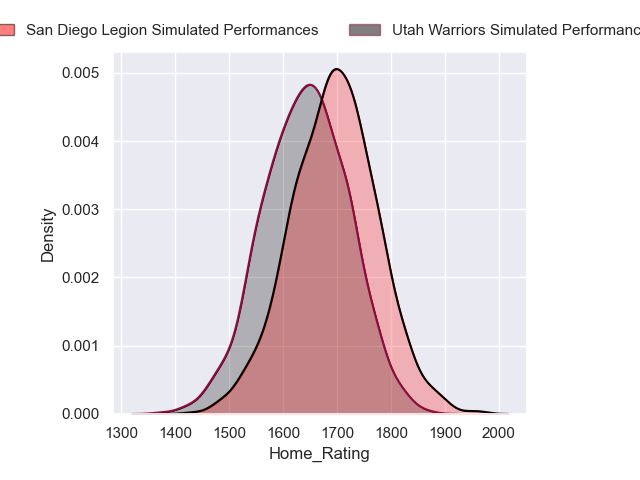 San Diego Legion Simulated Performances
Utah Warriors Simulated
0.005
0.004
0.003
0.002
0.001
0.000
Density
1300 1400 1500 1600 1700 1800 1900 2000
Home_Rating